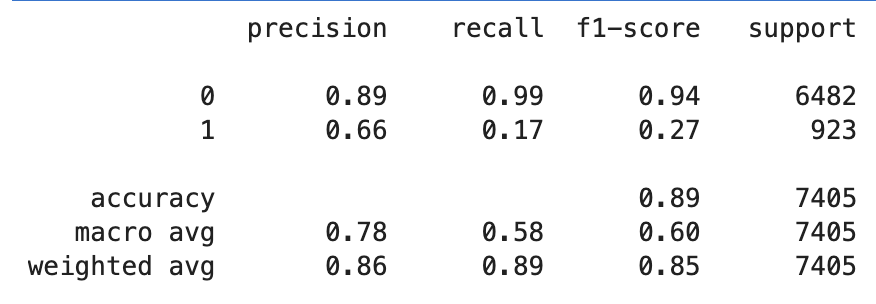 precision recall f1-score support
0 0.89 0.99 0.94 6482
1 0.66 0.17 0.27 923
accuracy 0.89 7405
macro avg 0.78 0.58 0.60 7405
weighted avg 0.86 0.89 0.85 7405